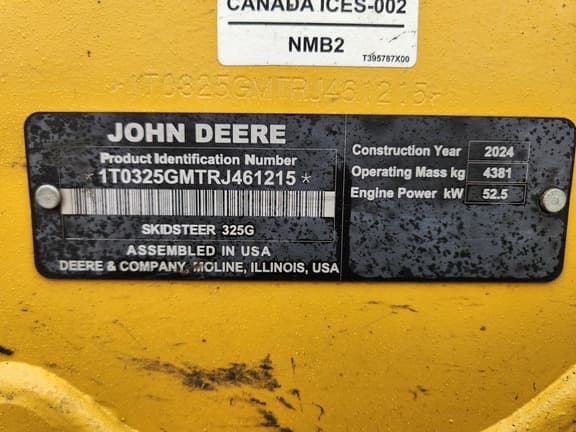 CANADA ICES-002
NMB2
T395787X00
*1T0325GMTRJ461215*
JOHN DEERE
Product Identification Number
*1T0325GMTRJ461215*
SKIDSTEER 325G
ASSEMBLED IN USA
DEERE & COMPANY, MOLINE, ILLINOIS, USA
Construction Year 2024
Operating Mass kg 4381
Engine Power kW 52.5